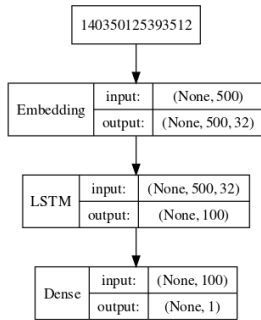 140350125393512
Embedding
input: (None, 500)
output: (None, 500, 32)
LSTM
input: (None, 500, 32)
output: (None, 100)
Dense
input: (None, 100)
output: (None, 1)